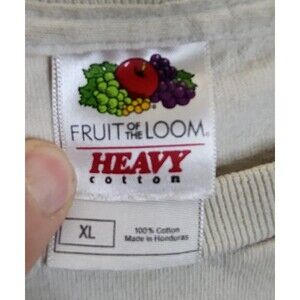 FRUIT OF THE LOOM®
HEAVY
cotton
XL
100% Cotton
Made in Honduras